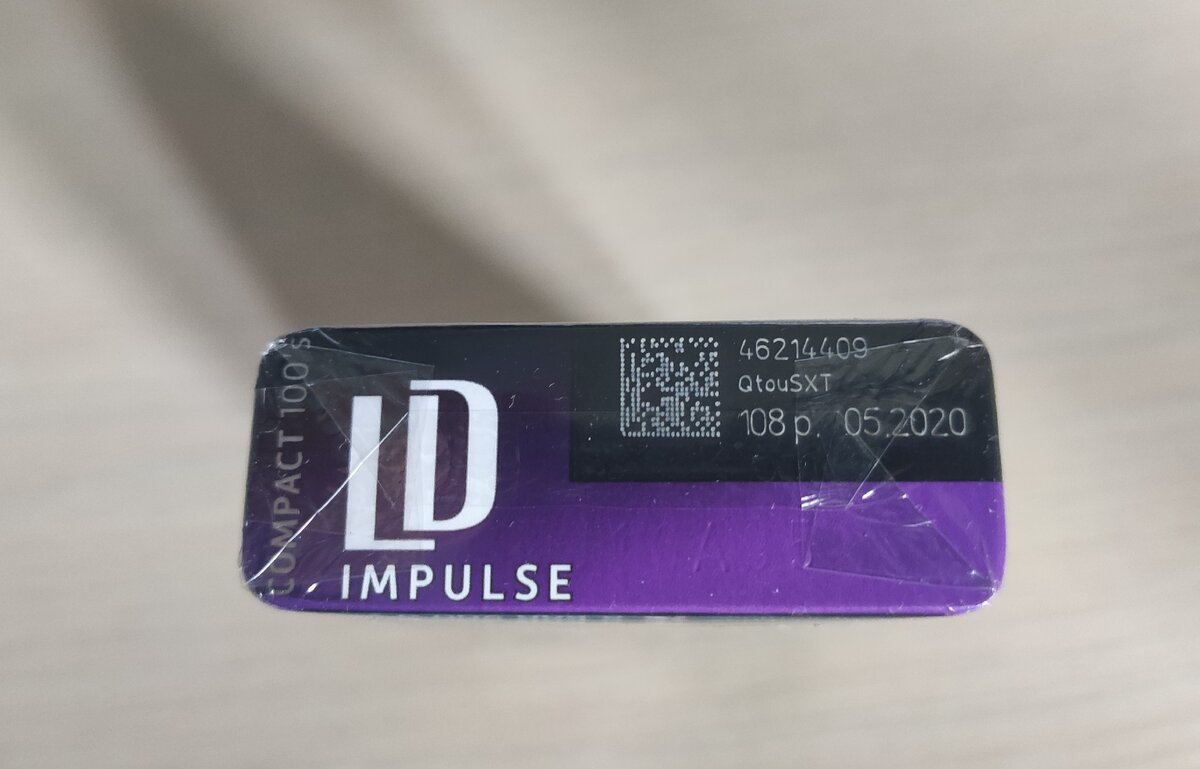 COMPACT 100's
LD
IMPULSE
46214409
QtouSXT
108 р. 05.2020